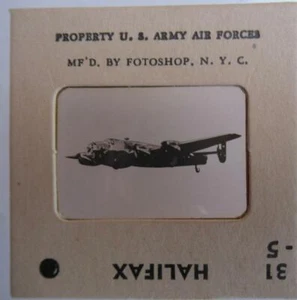 PROPERTY U. S. ARMY AIR FORCES
MF'D. BY FOTOSHOP, N. Y. C.
HALIFAX
31
-5